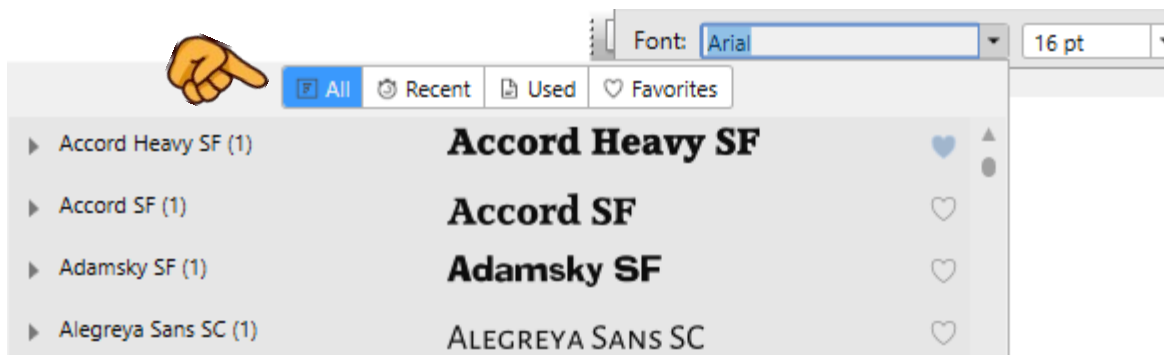 Font: Arial 16 pt
All Recent Used Favorites
Accord Heavy SF (1) Accord Heavy SF
Accord SF (1) Accord SF
Adamsky SF (1) Adamsky SF
Alegreya Sans SC (1) Alegreya Sans SC